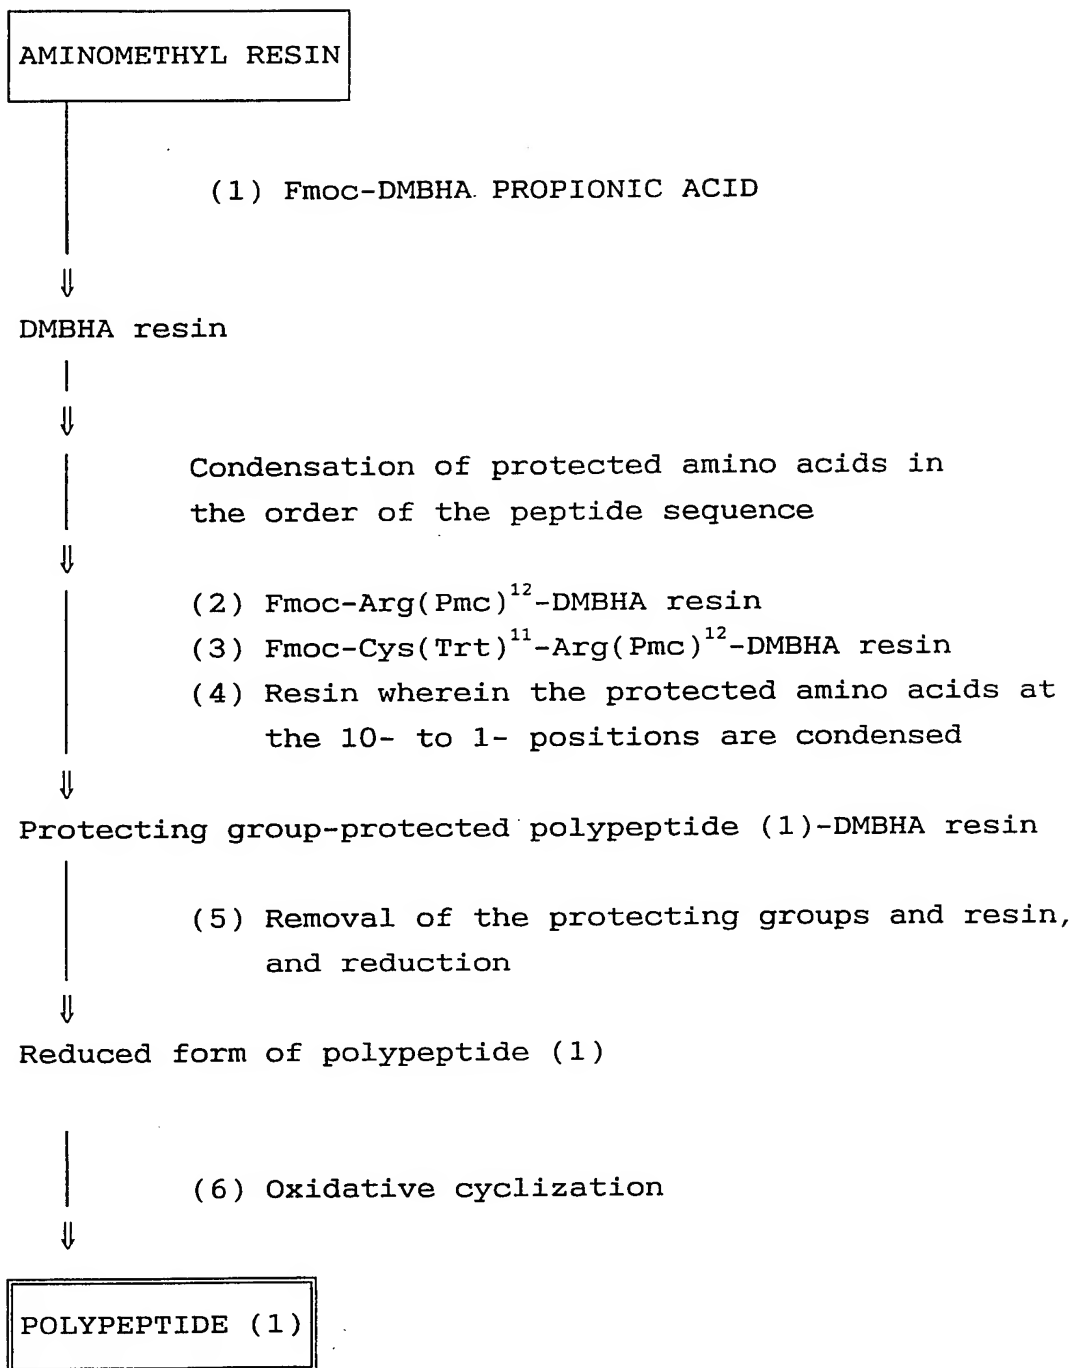 AMINOMETHYL RESIN
(1) Fmoc-DMBHA PROPIONIC ACID
DMBHA resin
Condensation of protected amino acids in
the order of the peptide sequence
(2) Fmoc-Arg(Pmc)¹²-DMBHA resin
(3) Fmoc-Cys(Trt)¹¹-Arg(Pmc)¹²-DMBHA resin
(4) Resin wherein the protected amino acids at
the 10- to 1- positions are condensed
Protecting group-protected polypeptide (1)-DMBHA resin
(5) Removal of the protecting groups and resin,
and reduction
Reduced form of polypeptide (1)
(6) Oxidative cyclization
POLYPEPTIDE (1)